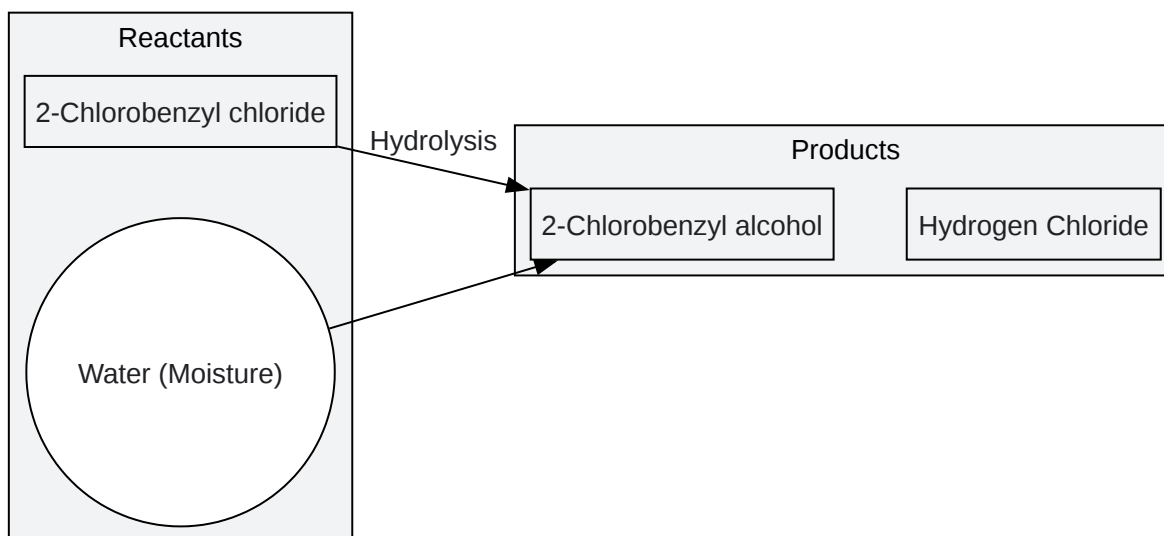 Reactants
2-Chlorobenzyl chloride
Hydrolysis
Products
2-Chlorobenzyl alcohol
Hydrogen Chloride
Water (Moisture)